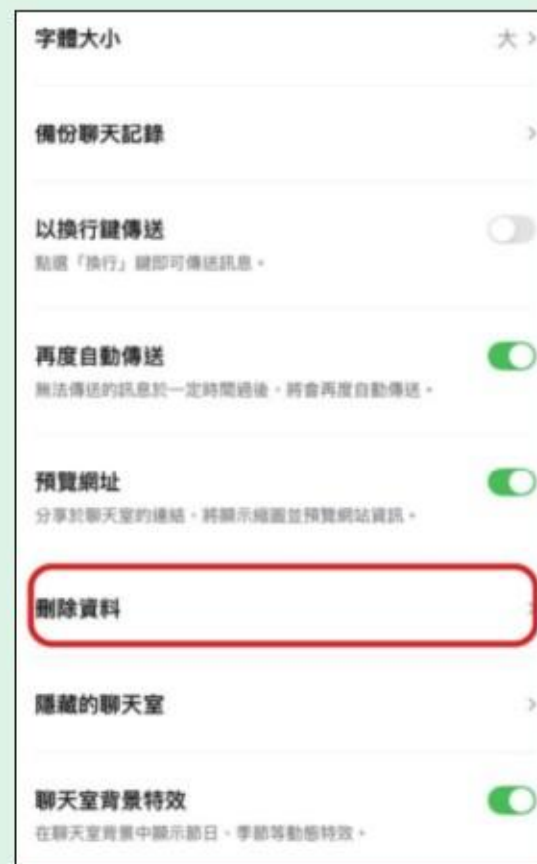 字體大小 大 >
備份聊天記錄 >
以換行鍵傳送
點選「換行」鍵即可傳送訊息。
再度自動傳送
無法傳送的訊息於一定時間過後，將會再度自動傳送。
預覽網址
分享於聊天室的連結，將顯示縮圖並預覽網站資訊。
刪除資料
隱藏的聊天室 >
聊天室背景特效
在聊天室背景中顯示節日、季節等動態特效。